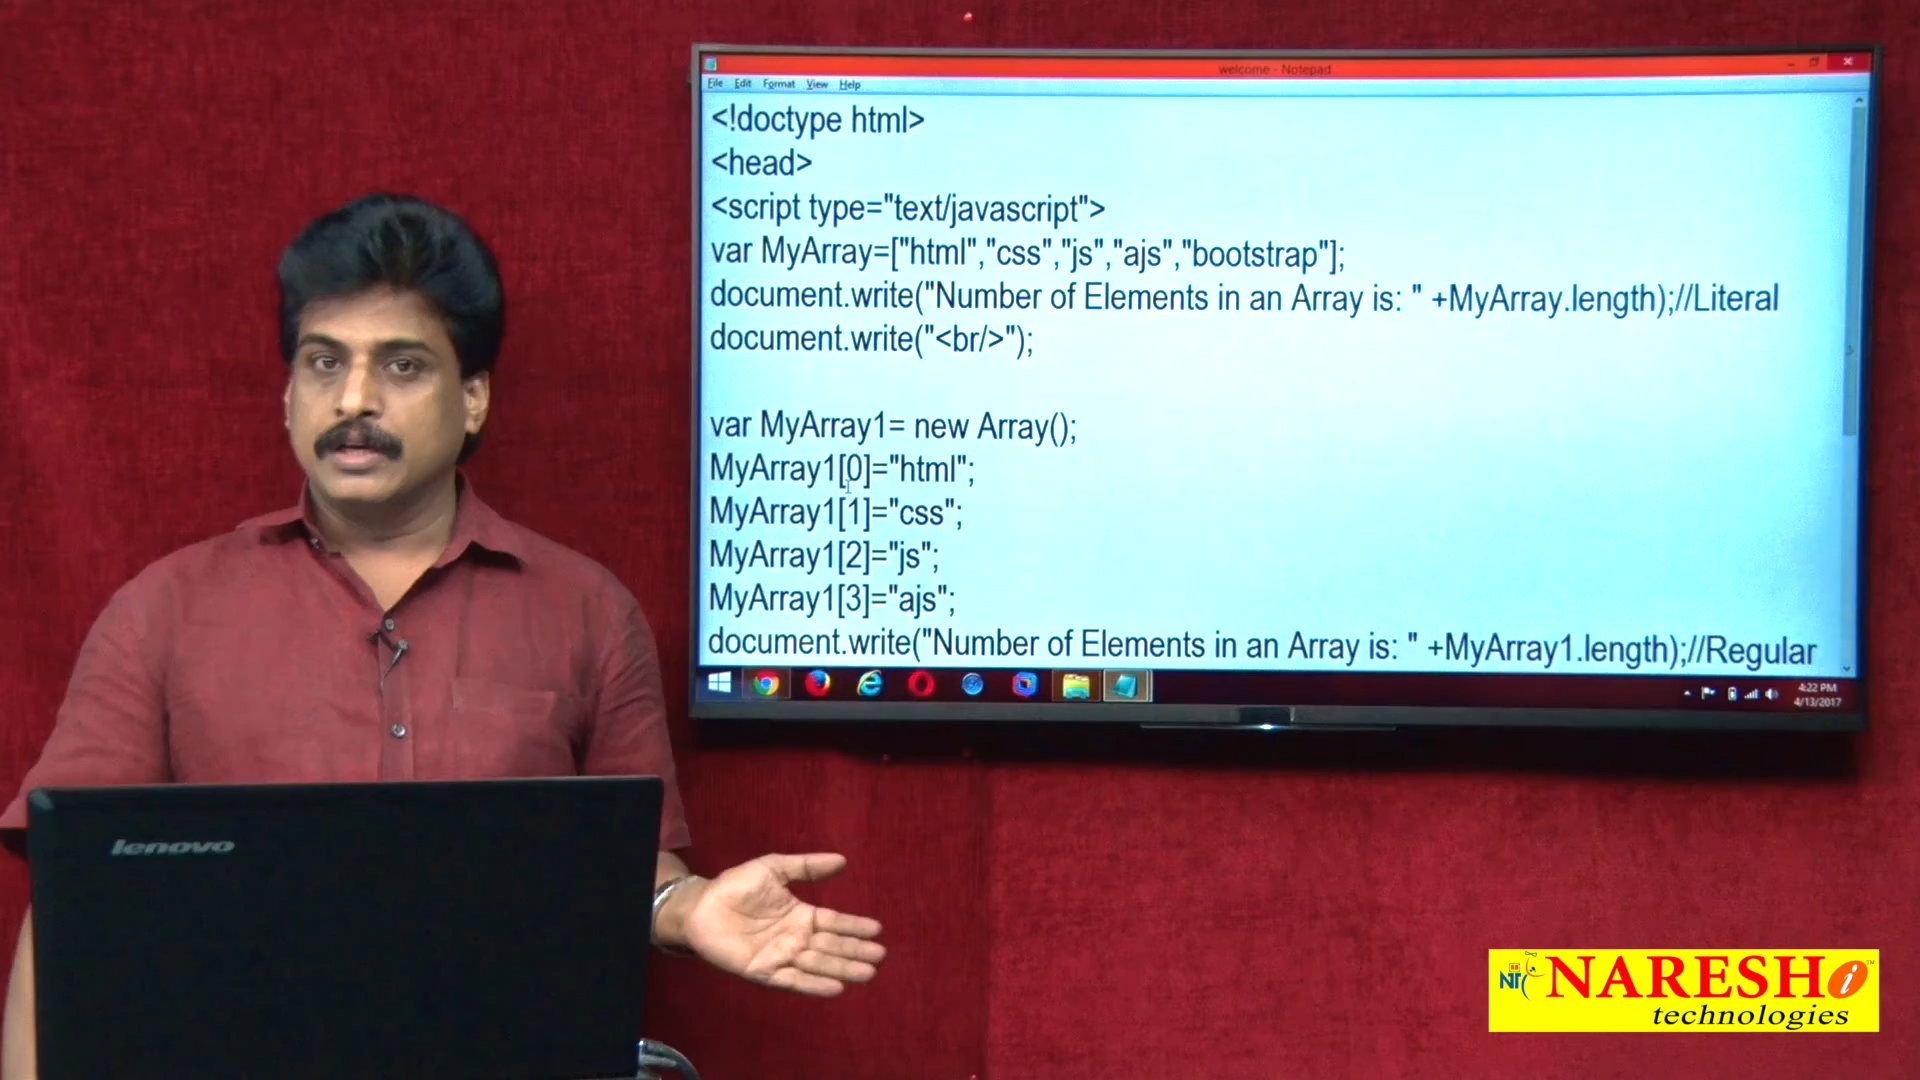 welcome - Notepad
File Edit Format View Help
<!doctype html>
<head>
<script type="text/javascript">
var MyArray=["html","css","js","ajs","bootstrap"];
document.write("Number of Elements in an Array is: " +MyArray.length);//Literal
document.write("<br/>");
var MyArray1= new Array();
MyArray1[0]="html";
MyArray1[1]="css";
MyArray1[2]="js";
MyArray1[3]="ajs";
document.write("Number of Elements in an Array is: " +MyArray1.length);//Regular
4:22 PM
4/13/2017
lenovo
NT
NARESH i
technologies